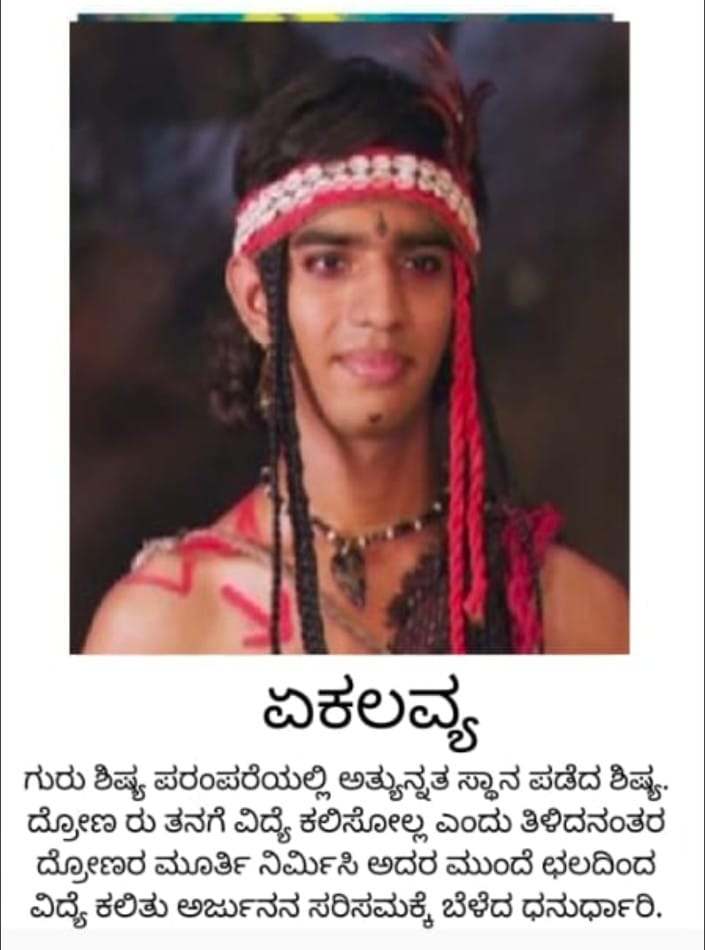 ಏಕಲವ್ಯ
ಗುರು ಶಿಷ್ಯ ಪರಂಪರೆಯಲ್ಲಿ ಅತ್ಯುನ್ನತ ಸ್ಥಾನ ಪಡೆದ ಶಿಷ್ಯ.
ದ್ರೋಣ ರು ತನಗೆ ವಿದ್ಯೆ ಕಲಿಸೋಲ್ಲ ಎಂದು ತಿಳಿದನಂತರ
ದ್ರೋಣರ ಮೂರ್ತಿ ನಿರ್ಮಿಸಿ ಅದರ ಮುಂದೆ ಛಲದಿಂದ
ವಿದ್ಯೆ ಕಲಿತು ಅರ್ಜುನನ ಸರಿಸಮಕ್ಕೆ ಬೆಳೆದ ಧನುರ್ಧಾರಿ.